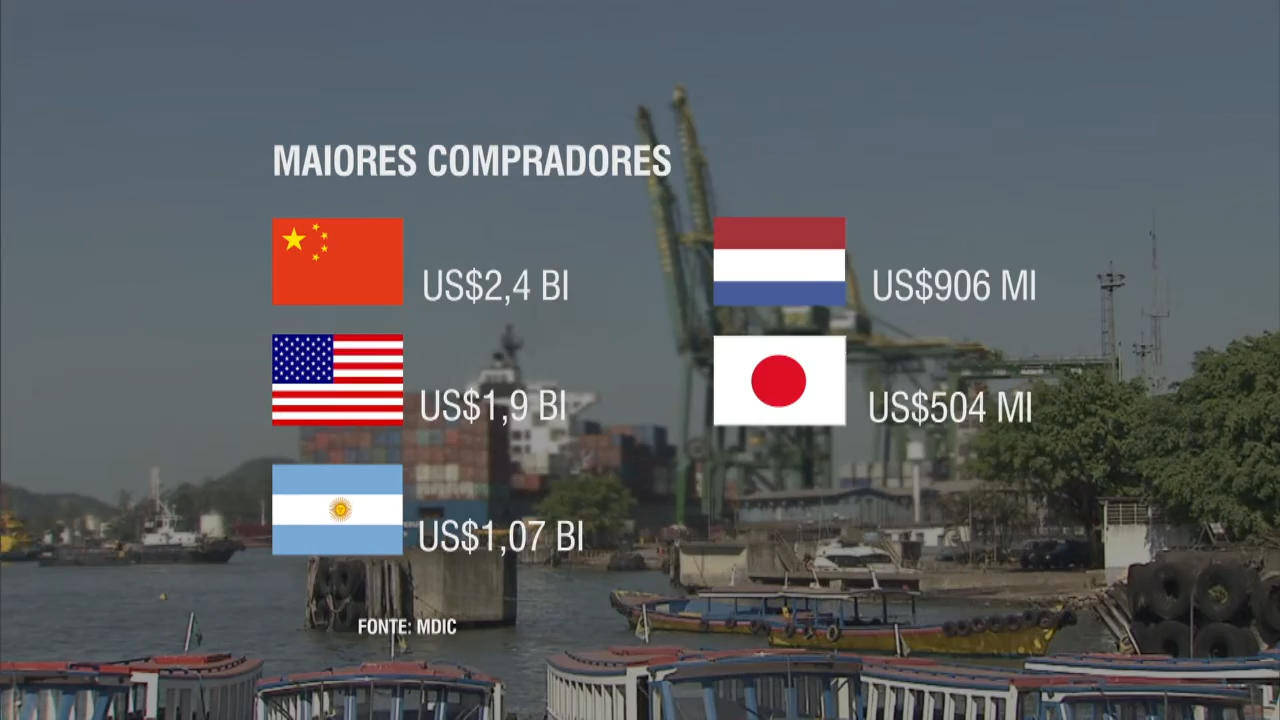 MAIORES COMPRADORES
US$2,4 BI
US$1,9 BI
US$1,07 BI
US$906 MI
US$504 MI
FONTE: MDIC